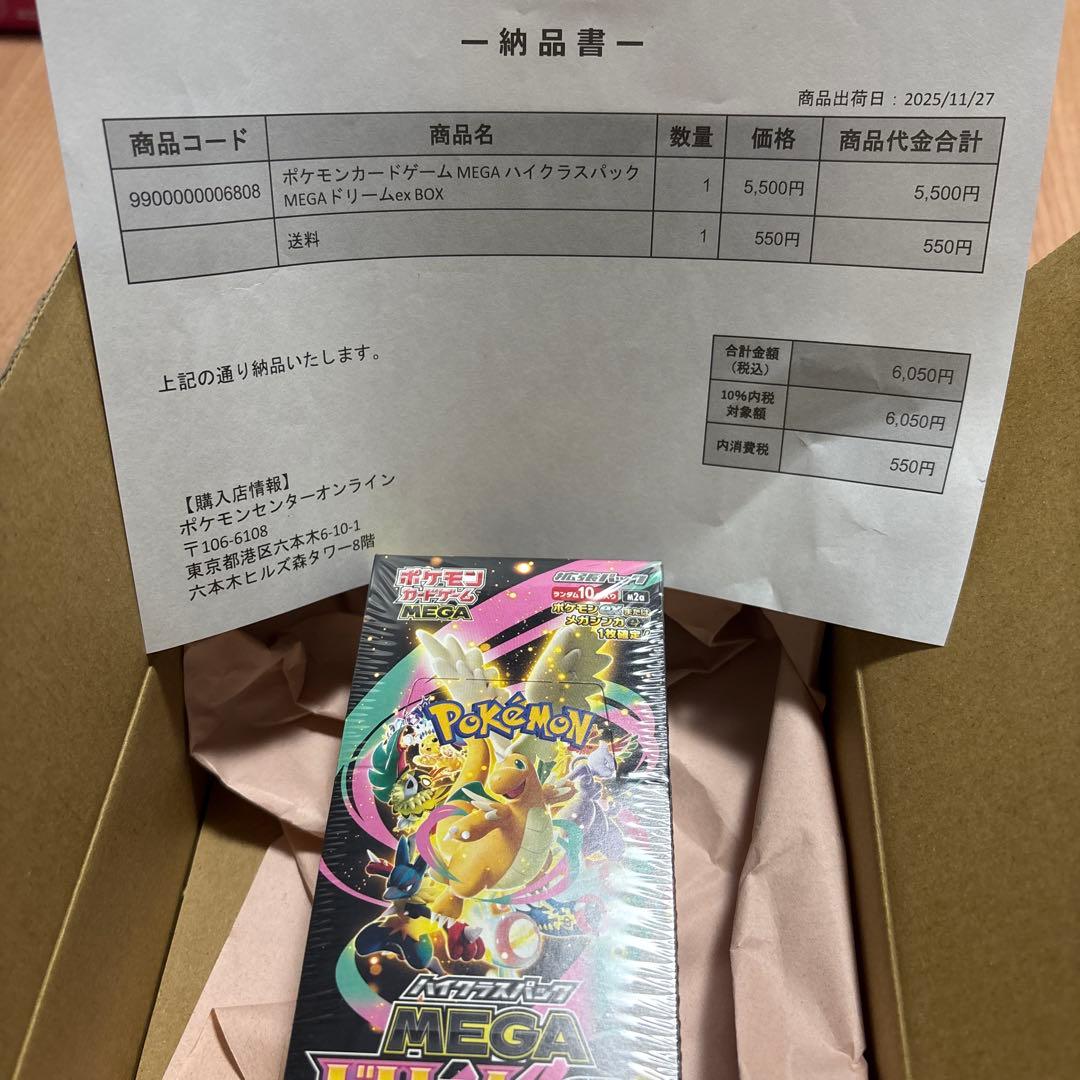 ー納品書ー
商品出荷日：2025/11/27
商品コード 商品名 数量 価格 商品代金合計
9900000006808 ポケモンカードゲーム MEGA ハイクラスパック
MEGAドリームex BOX 1 5,500円 5,500円
送料 1 550円 550円
上記の通り納品いたします。
合計金額
（税込） 6,050円
10％内税
対象額 6,050円
内消費税 550円
【購入店情報】
ポケモンセンターオンライン
〒106-6108
東京都港区六本木6-10-1
六本木ヒルズ森タワー8階
ポケモン
カードゲーム
MEGA
拡張パック
ランダム10枚入り M2a
ポケモンexまたは
メガシンカex
1枚確定！
POKéMON
ハイクラスパック
MEGA
ドリーム